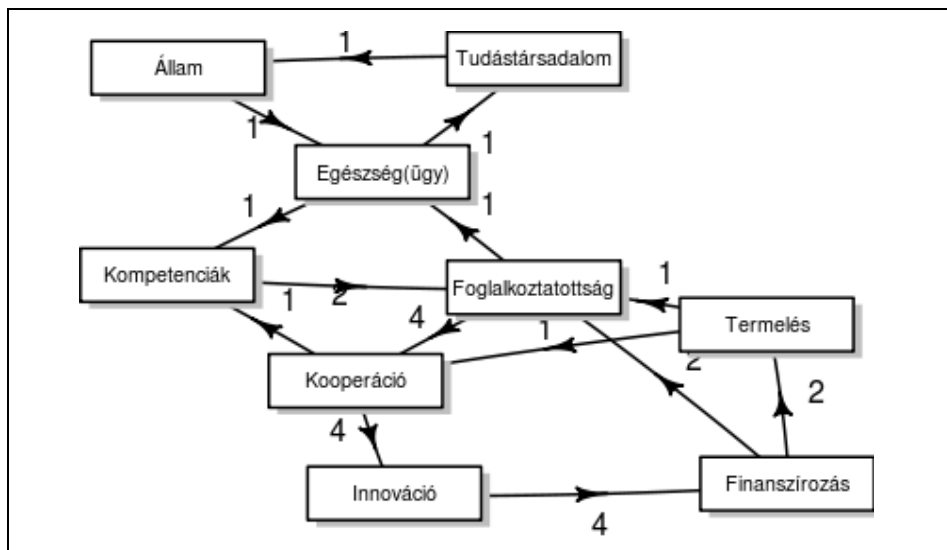 1
Állam
Tudástársadalom
1
1
Egészség(ügy)
1
1
Kompetenciák
1
2
Foglalkoztatottság
1
4
1
Termelés
Kooperáció
2
2
4
Innováció
Finanszírozás
4